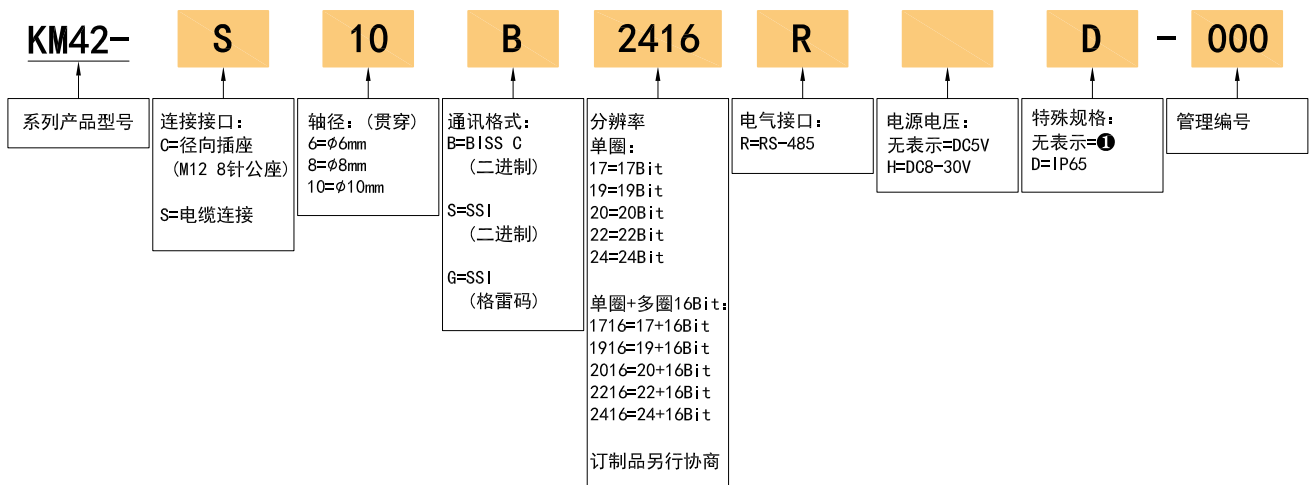 KM42- S 10 B 2416 R D - 000
系列产品型号
连接接口：
C=径向插座
（M12 8针公座）
S=电缆连接
轴径：（贯穿）
6=φ6mm
8=φ8mm
10=φ10mm
通讯格式：
B=BISS C
（二进制）
S=SSI
（二进制）
G=SSI
（格雷码）
分辨率
单圈：
17=17Bit
19=19Bit
20=20Bit
22=22Bit
24=24Bit
单圈+多圈16Bit：
1716=17+16Bit
1916=19+16Bit
2016=20+16Bit
2216=22+16Bit
2416=24+16Bit
订制品另行协商
电气接口：
R=RS-485
电源电压：
无表示=DC5V
H=DC8-30V
特殊规格：
无表示=❶
D=IP65
管理编号